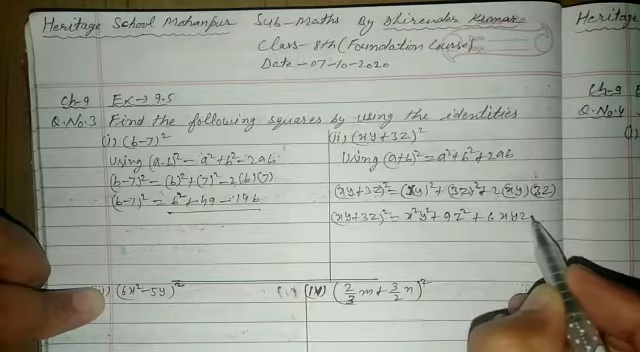 Heritage School Mohanpur Sub-Maths By Dhirender Kumar
Class-8th (Foundation Course)
Date-07-10-2020
Ch-9 Ex→9.5
Q.No.3 Find the following squares by using the identities
(i) (b-7)²
Using (a-b)² = a²+b²-2ab
(b-7)² = (b)²+(7)²-2(b)(7)
(b-7)² = b²+49-14b
(ii) (xy+3z)²
Using (a+b)² = a²+b²+2ab
(xy+3z)² = (xy)²+(3z)²+2(xy)(3z)
(xy+3z)² = x²y²+9z²+6xyz
(6x²-5y)²
(iv) (2/3 m + 3/2 n)²
Heritage
Ch-9
Q.No.4